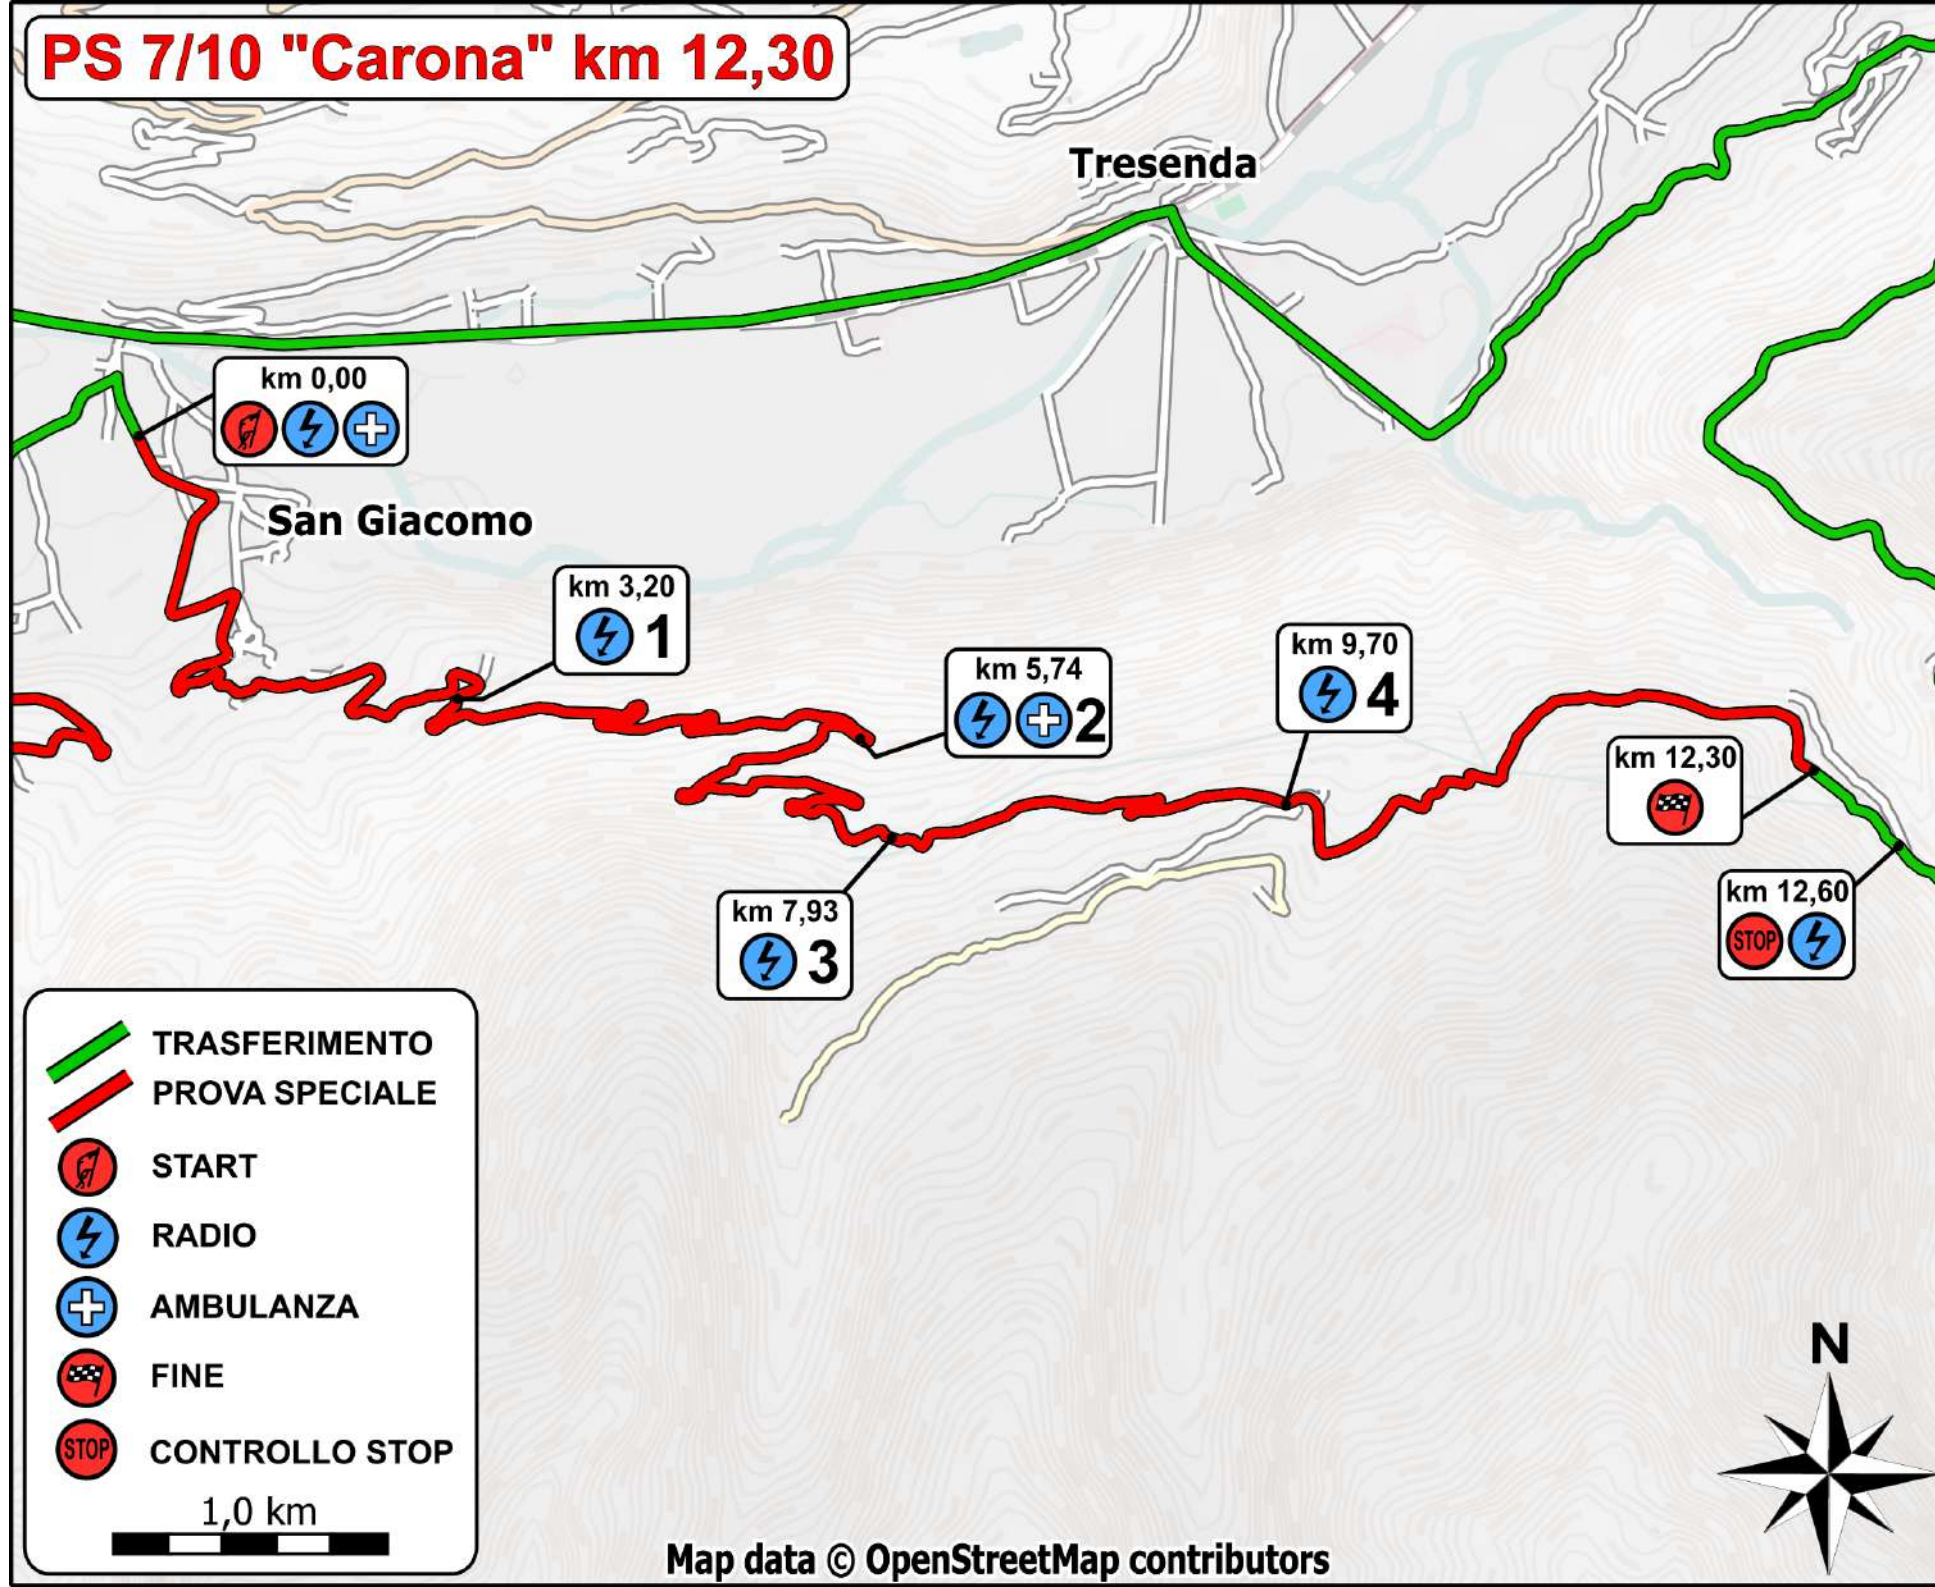 PS 7/10 "Carona" km 12,30
Tresenda
km 0,00
San Giacomo
km 3,20
1
km 5,74
2
km 9,70
4
km 12,30
km 7,93
3
km 12,60
STOP
TRASFERIMENTO
PROVA SPECIALE
START
RADIO
AMBULANZA
FINE
STOP CONTROLLO STOP
1,0 km
N
Map data © OpenStreetMap contributors